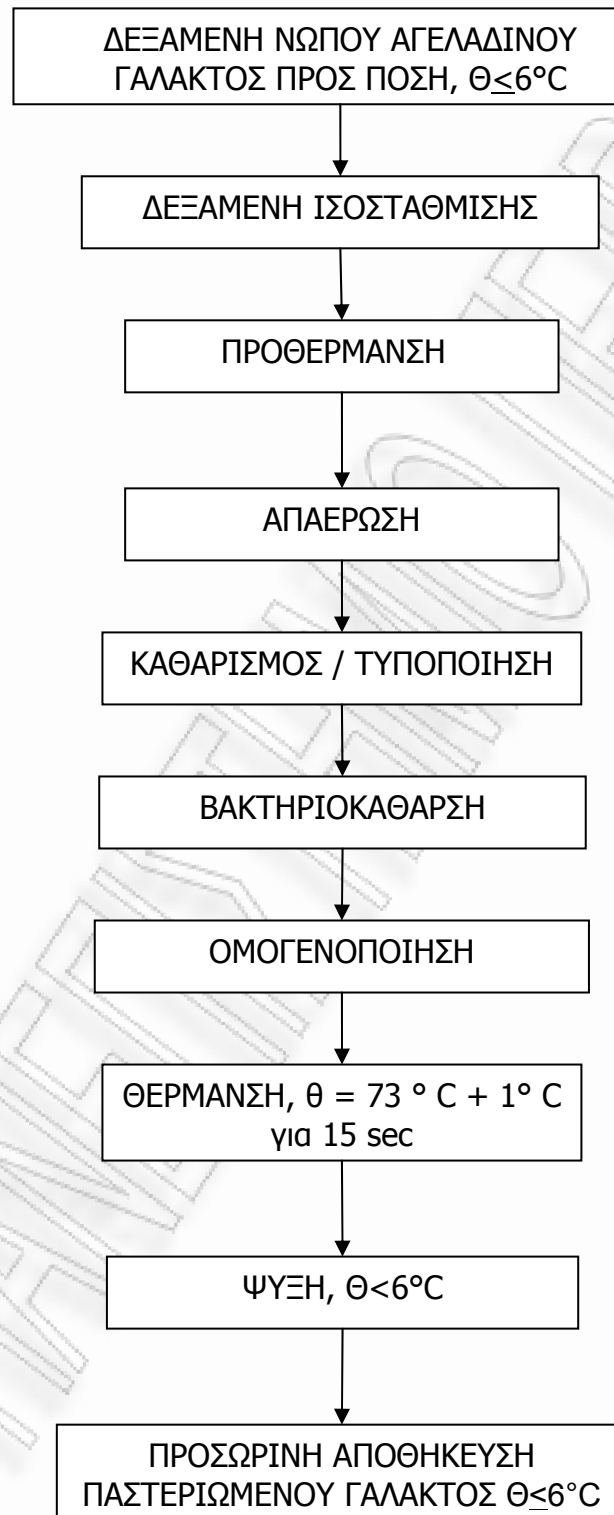 ΔΕΞΑΜΕΝΗ ΝΩΠΟΥ ΑΓΕΛΑΔΙΝΟΥ
ΓΑΛΑΚΤΟΣ ΠΡΟΣ ΠΟΣΗ, Θ≤6°C
ΔΕΞΑΜΕΝΗ ΙΣΟΣΤΑΘΜΙΣΗΣ
ΠΡΟΘΕΡΜΑΝΣΗ
ΑΠΑΕΡΩΣΗ
ΚΑΘΑΡΙΣΜΟΣ / ΤΥΠΟΠΟΙΗΣΗ
ΒΑΚΤΗΡΙΟΚΑΘΑΡΣΗ
ΟΜΟΓΕΝΟΠΟΙΗΣΗ
ΘΕΡΜΑΝΣΗ, θ = 73 ° C + 1° C
για 15 sec
ΨΥΞΗ, Θ<6°C
ΠΡΟΣΩΡΙΝΗ ΑΠΟΘΗΚΕΥΣΗ
ΠΑΣΤΕΡΙΩΜΕΝΟΥ ΓΑΛΑΚΤΟΣ Θ≤6°C